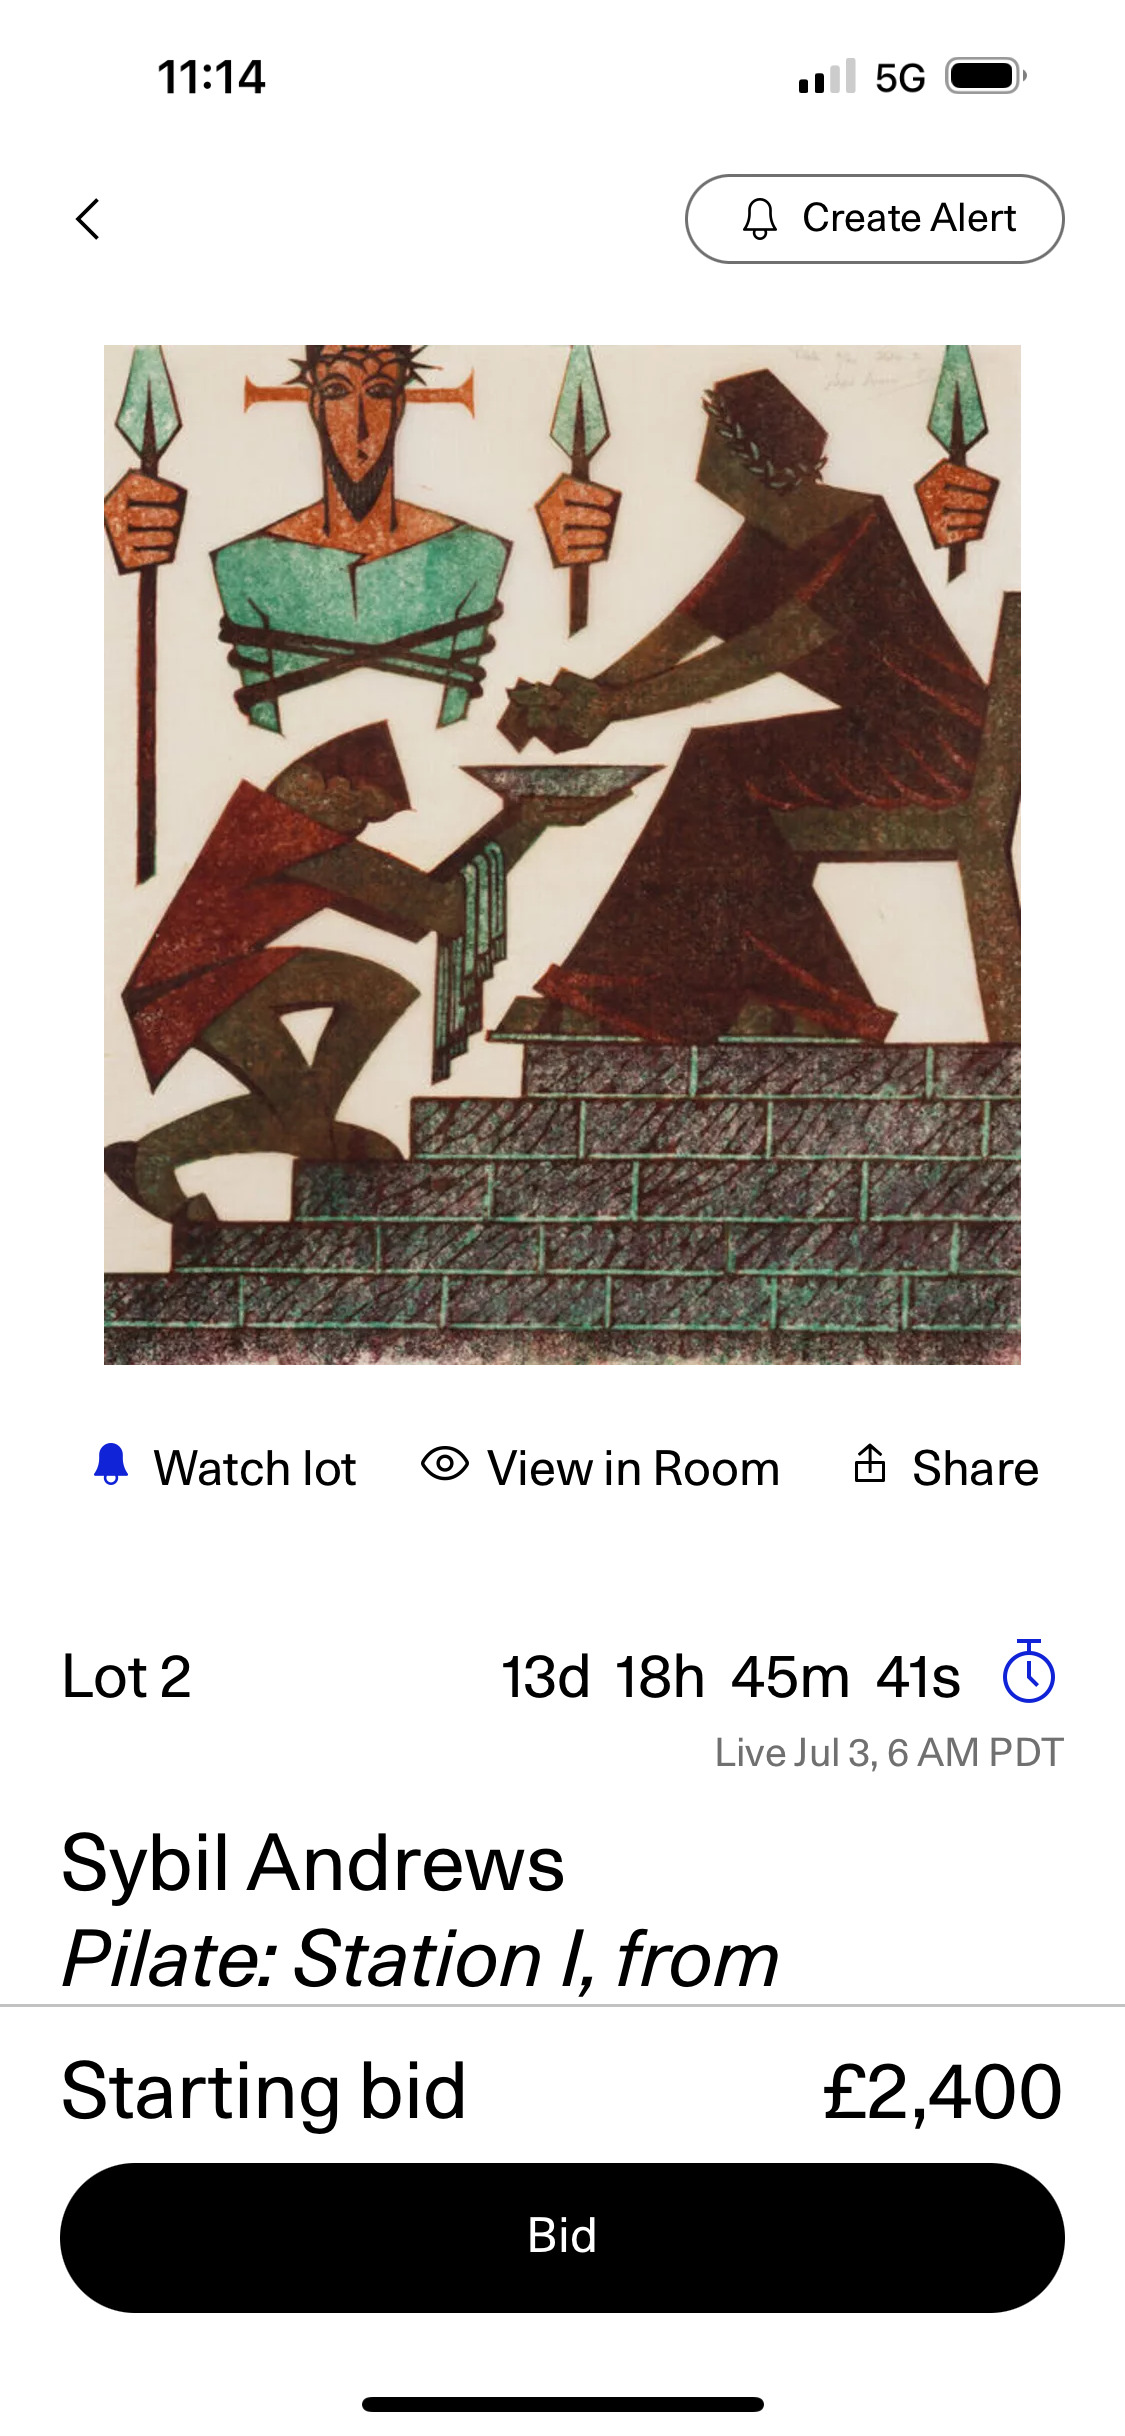 11:14
5G
Create Alert
Watch lot
View in Room
Share
Lot 2
13d 18h 45m 41s
Live Jul 3, 6 AM PDT
Sybil Andrews
Pilate: Station I, from
Starting bid
£2,400
Bid